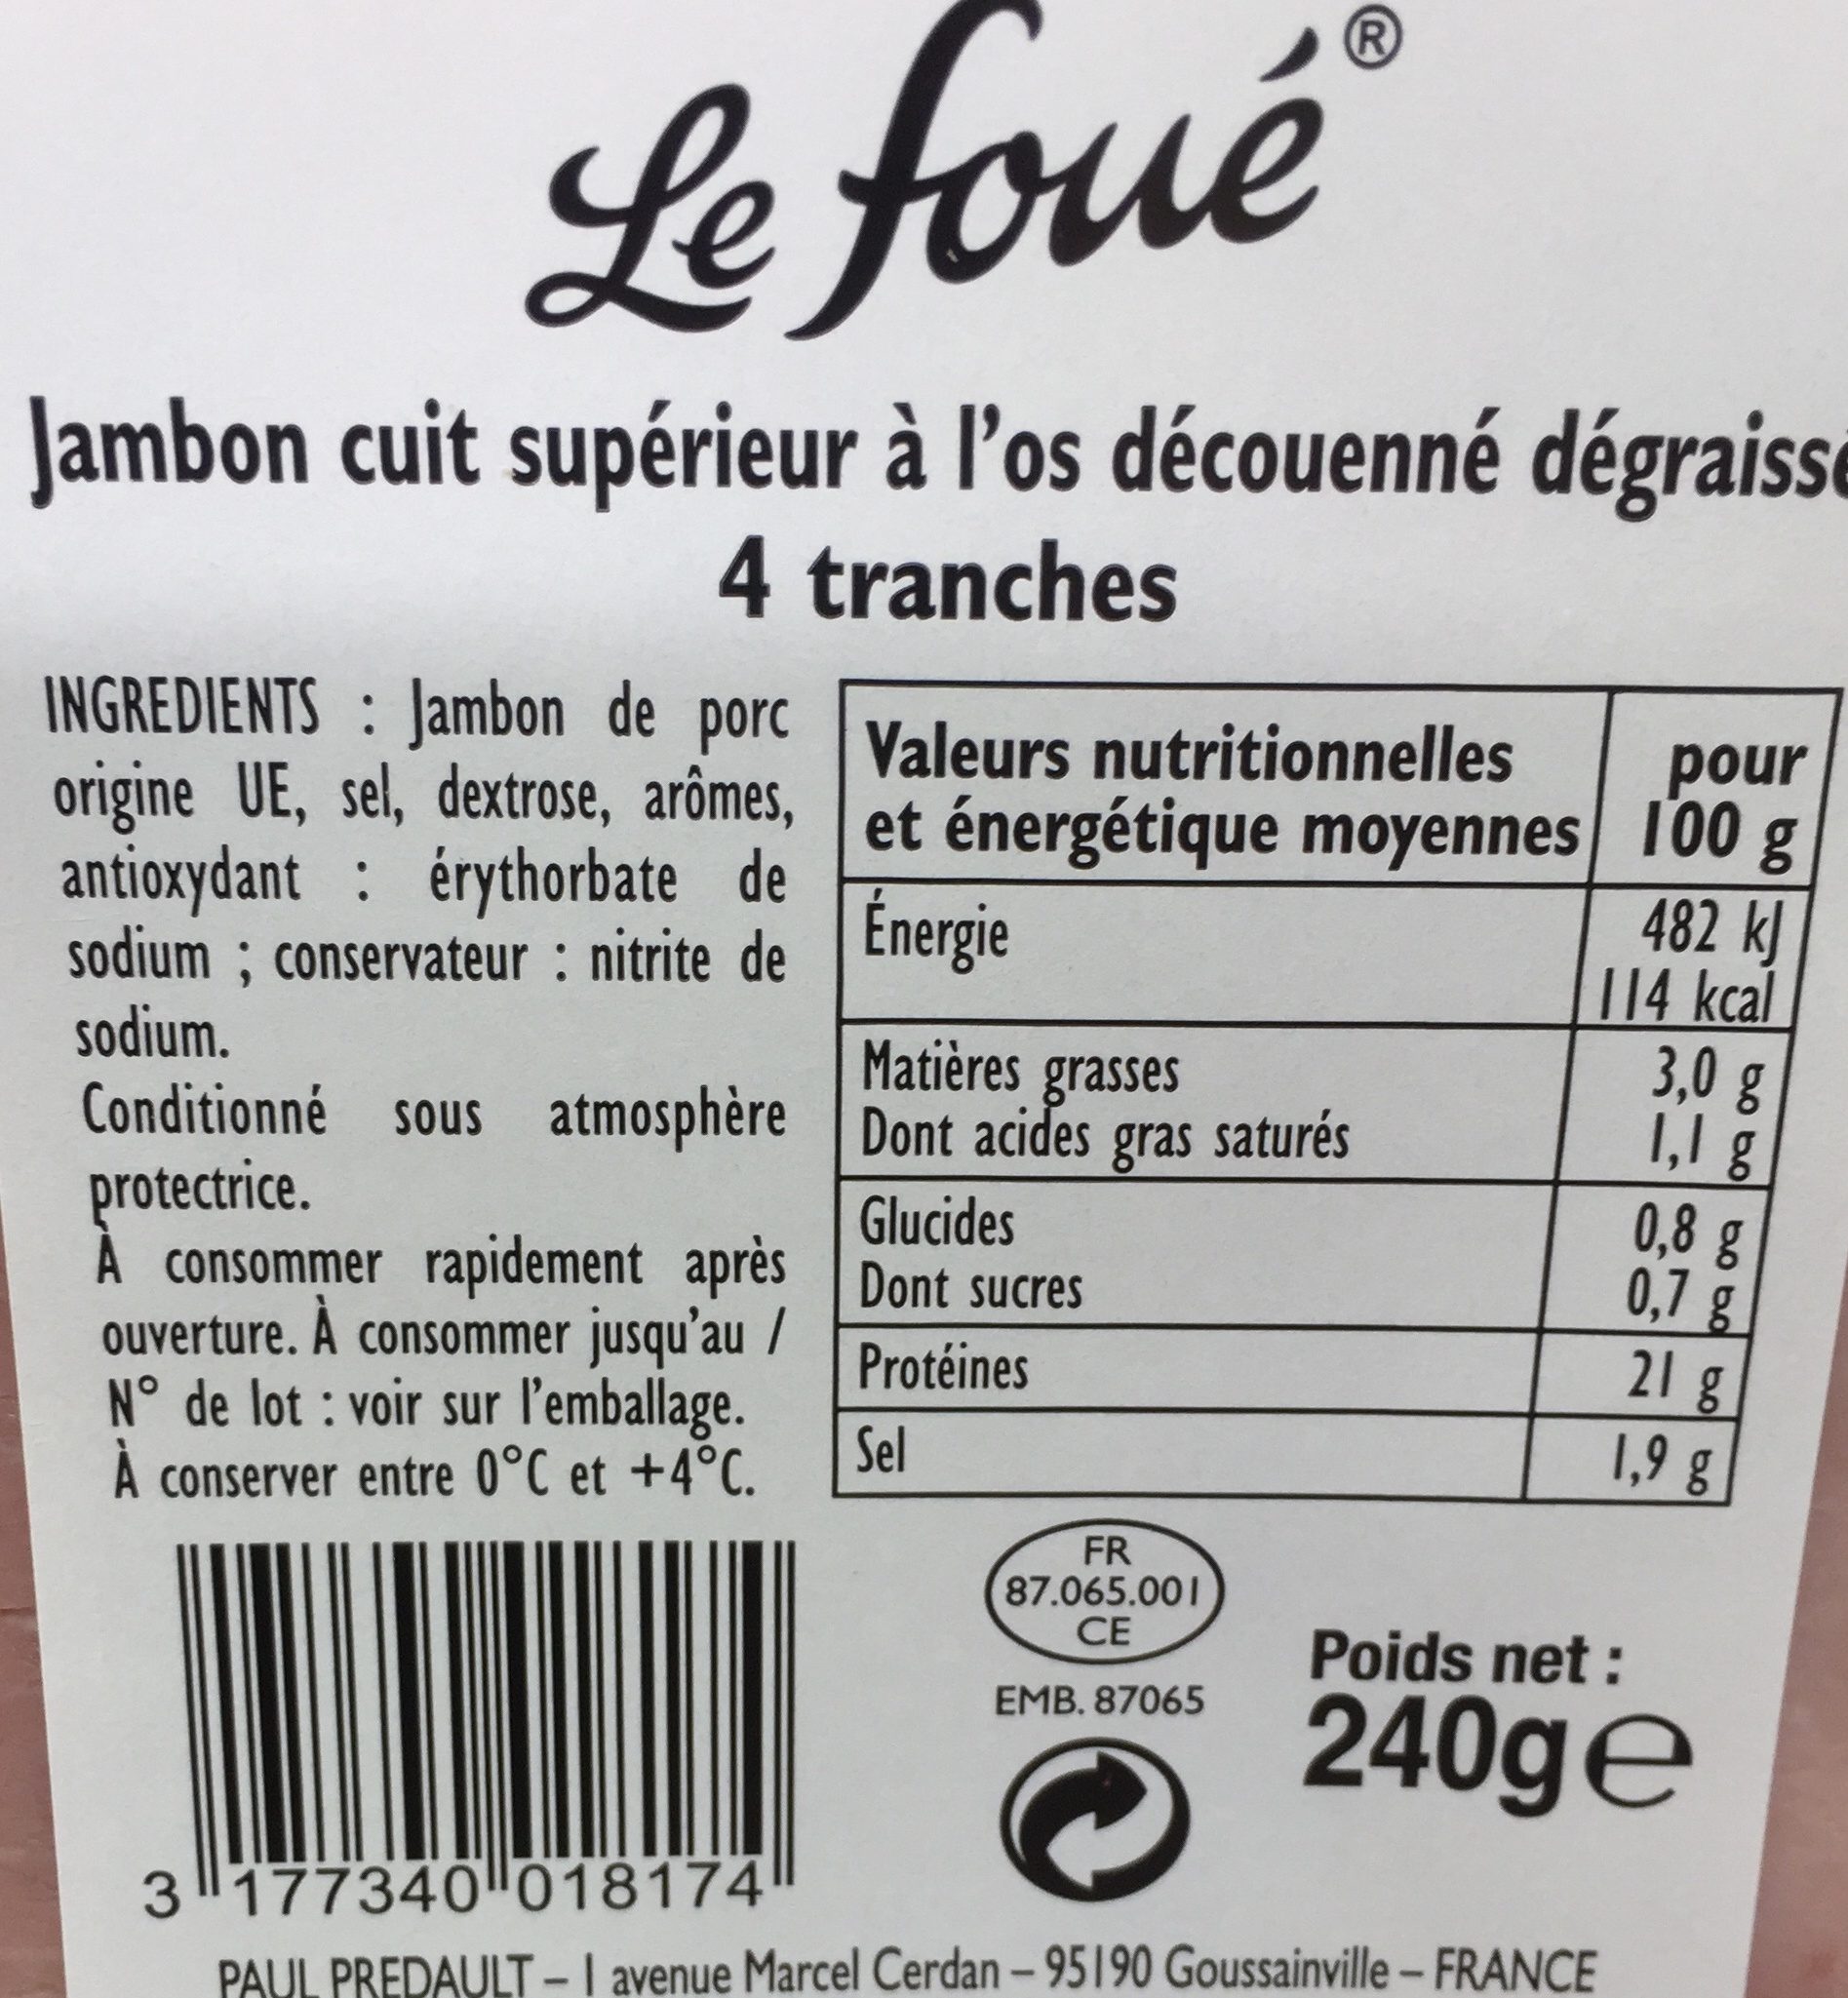 Le foué®
Jambon cuit supérieur à l'os découenné dégraissé
4 tranches
INGREDIENTS : Jambon de porc
origine UE, sel, dextrose, arômes,
antioxydant : érythorbate de
sodium ; conservateur : nitrite de
sodium.
Conditionné sous atmosphère
protectrice.
À consommer rapidement après
ouverture. À consommer jusqu'au /
N° de lot : voir sur l'emballage.
À conserver entre 0°C et +4°C.
Valeurs nutritionnelles
et énergétique moyennes
pour
100 g
Énergie
482 kJ
114 kcal
Matières grasses 3,0 g
Dont acides gras saturés 1,1 g
Glucides 0,8 g
Dont sucres 0,7 g
Protéines 21 g
Sel 1,9 g
3 177340 018174
FR
87.065.001
CE
EMB. 87065
Poids net :
240g e
PAUL PREDAULT – 1 avenue Marcel Cerdan – 95190 Goussainville – FRANCE